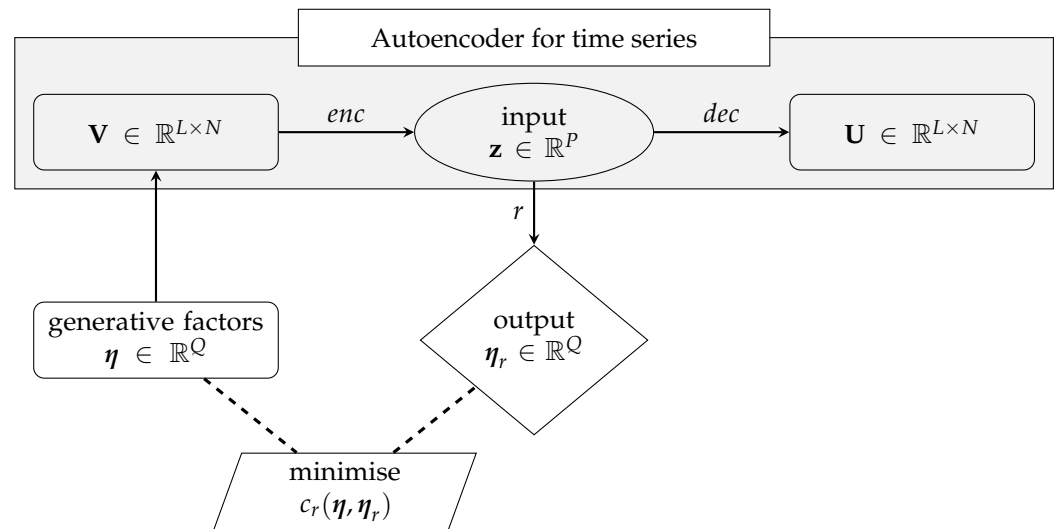 Autoencoder for time series
𝐕 ∈ ℝ^{L×N}
enc
input
𝐳 ∈ ℝ^P
dec
𝐔 ∈ ℝ^{L×N}
r
generative factors
𝜼 ∈ ℝ^Q
output
𝜼_r ∈ ℝ^Q
minimise
c_r(𝜼, 𝜼_r)